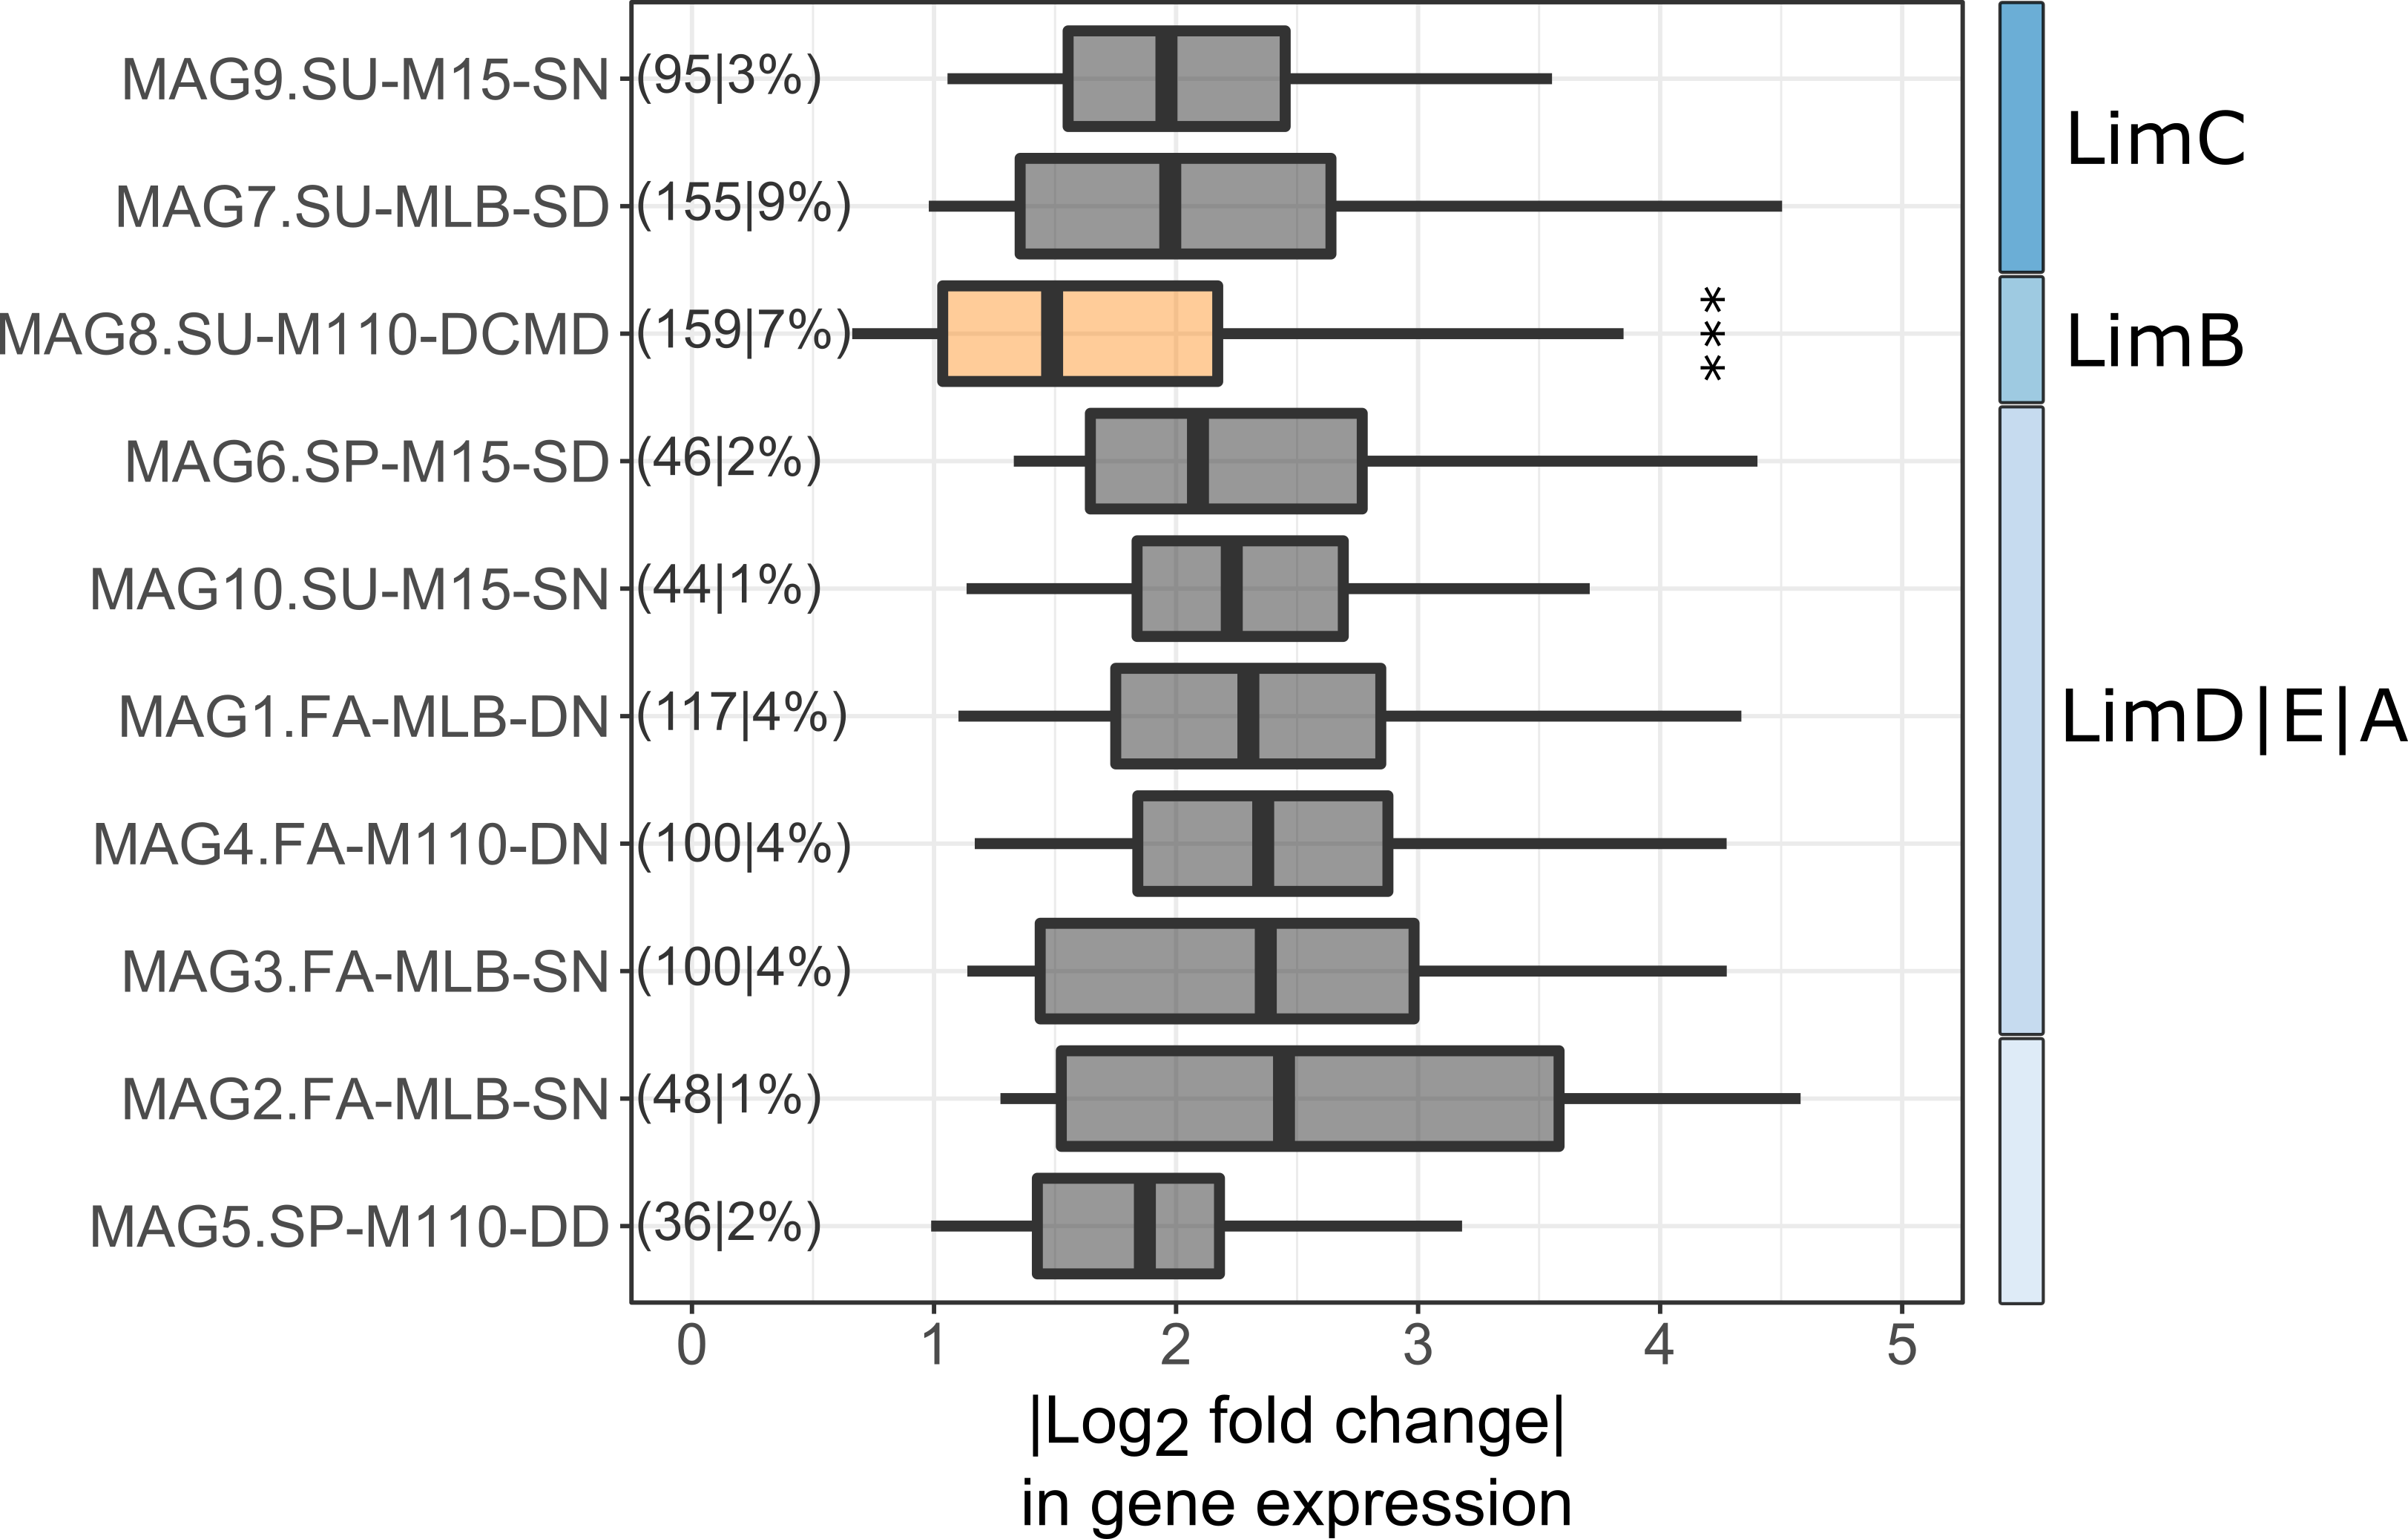 MAG9.SU-M15-SN (95|3%)
LimC
MAG7.SU-MLB-SD (155|9%)
MAG8.SU-M110-DCMD (159|7%) *** LimB
MAG6.SP-M15-SD (46|2%)
MAG10.SU-M15-SN (44|1%)
MAG1.FA-MLB-DN (117|4%) LimD|E|A
MAG4.FA-M110-DN (100|4%)
MAG3.FA-MLB-SN (100|4%)
MAG2.FA-MLB-SN (48|1%)
MAG5.SP-M110-DD (36|2%)
0 1 2 3 4 5
|Log2 fold change|
in gene expression